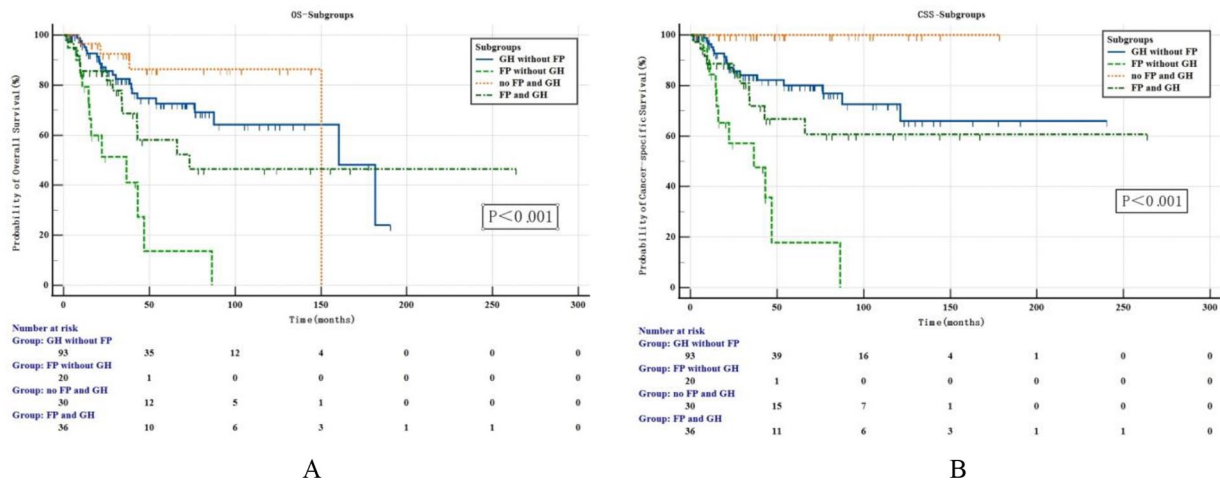 OS-Subgroups
Probability of Overall Survival(%)
100
80
60
40
20
0
Subgroups
GH without FP
FP without GH
no FP and GH
FP and GH
P<0.001
0 50 100 150 200 250 300
Time(months)
Number at risk
Group: GH without FP
93 35 12 4 0 0 0
Group: FP without GH
20 1 0 0 0 0 0
Group: no FP and GH
30 12 5 1 0 0 0
Group: FP and GH
36 10 6 3 1 1 0
A
CSS-Subgroups
Probability of Cancer specific Survival(%)
100
80
60
40
20
0
Subgroups
GH without FP
FP without GH
no FP and GH
FP and GH
P<0.001
0 50 100 150 200 250 300
Time(months)
Number at risk
Group: GH without FP
93 39 16 4 1 0 0
Group: FP without GH
20 1 0 0 0 0 0
Group: no FP and GH
30 15 7 1 0 0 0
Group: FP and GH
36 11 6 3 1 1 0
B